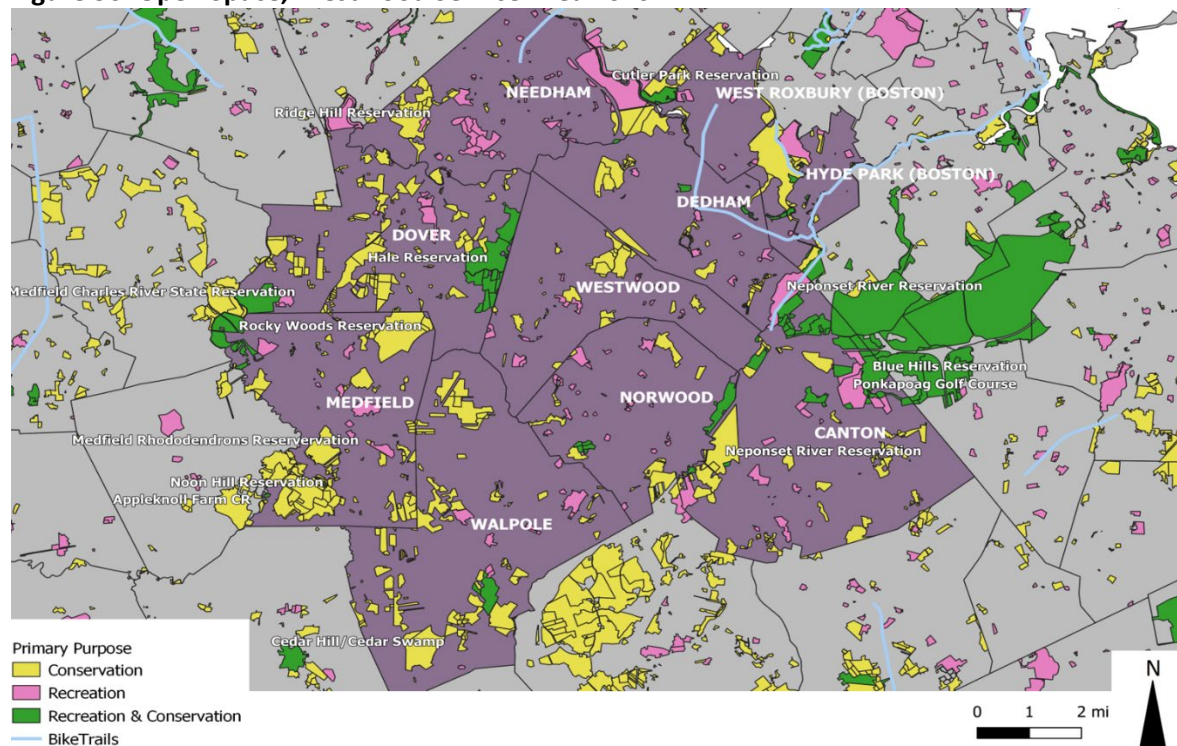 Cutler Park Reservation
NEEDHAM
WEST ROXBURY (BOSTON)
Ridge Hill Reservation
HYDE PARK (BOSTON)
DEDHAM
DOVER
Hale Reservation
WESTWOOD
Neponset River Reservation
Medfield Charles River State Reservation
Rocky Woods Reservation
Blue Hills Reservation
Ponkapoag Golf Course
MEDFIELD
NORWOOD
CANTON
Medfield Rhododendrons Reservervation
Neponset River Reservation
Noon Hill Reservation
Appleknoll Farm CR
WALPOLE
Cedar Hill/Cedar Swamp
Primary Purpose
Conservation
Recreation
Recreation & Conservation
BikeTrails
0 1 2 mi
N